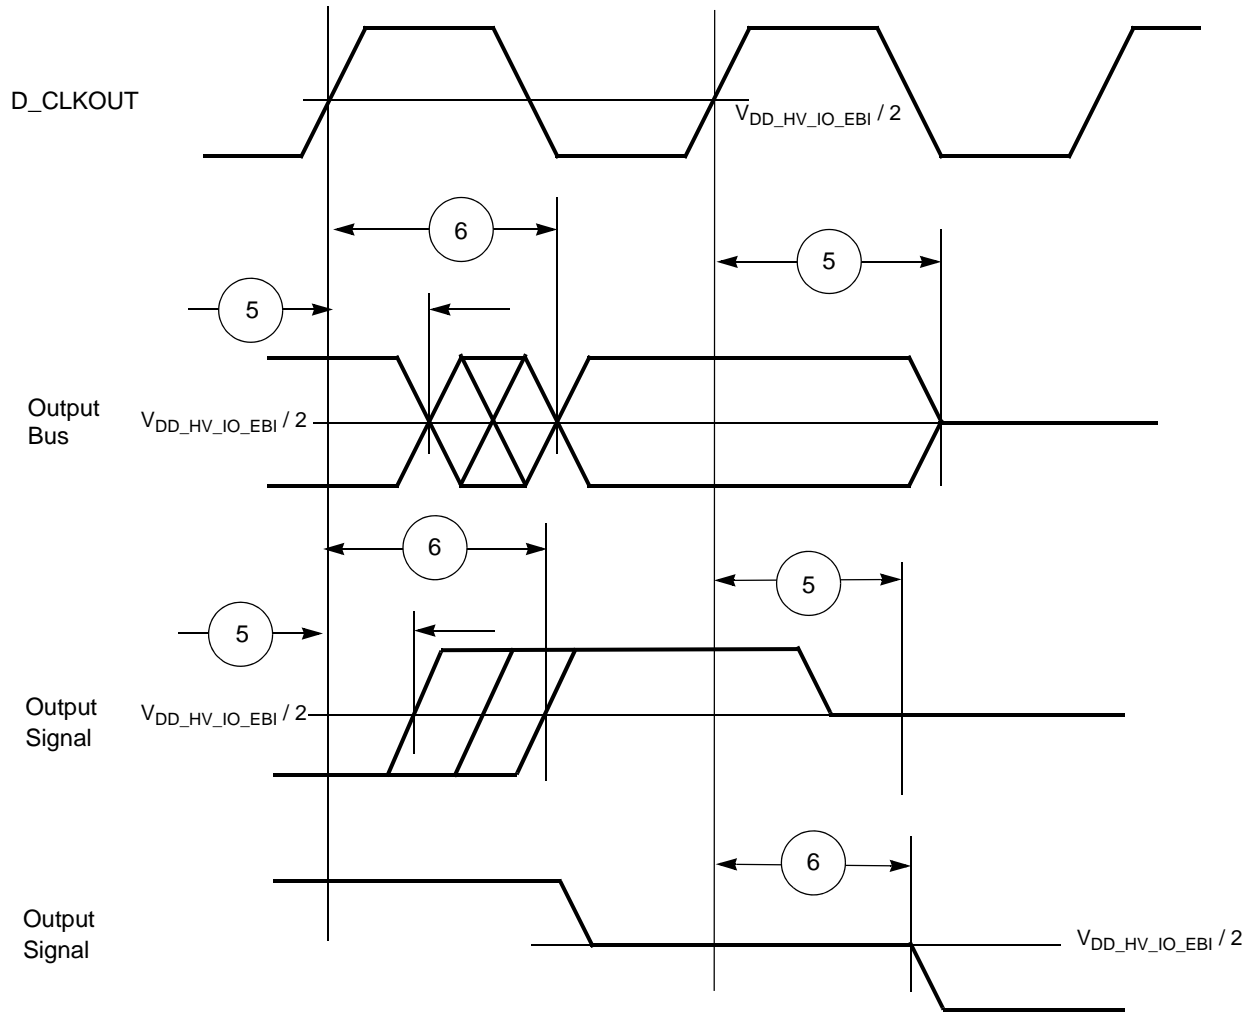 D_CLKOUT
VDD_HV_IO_EBI / 2
6
5
5
Output
Bus
VDD_HV_IO_EBI / 2
6
5
5
Output
Signal
VDD_HV_IO_EBI / 2
6
Output
Signal
VDD_HV_IO_EBI / 2